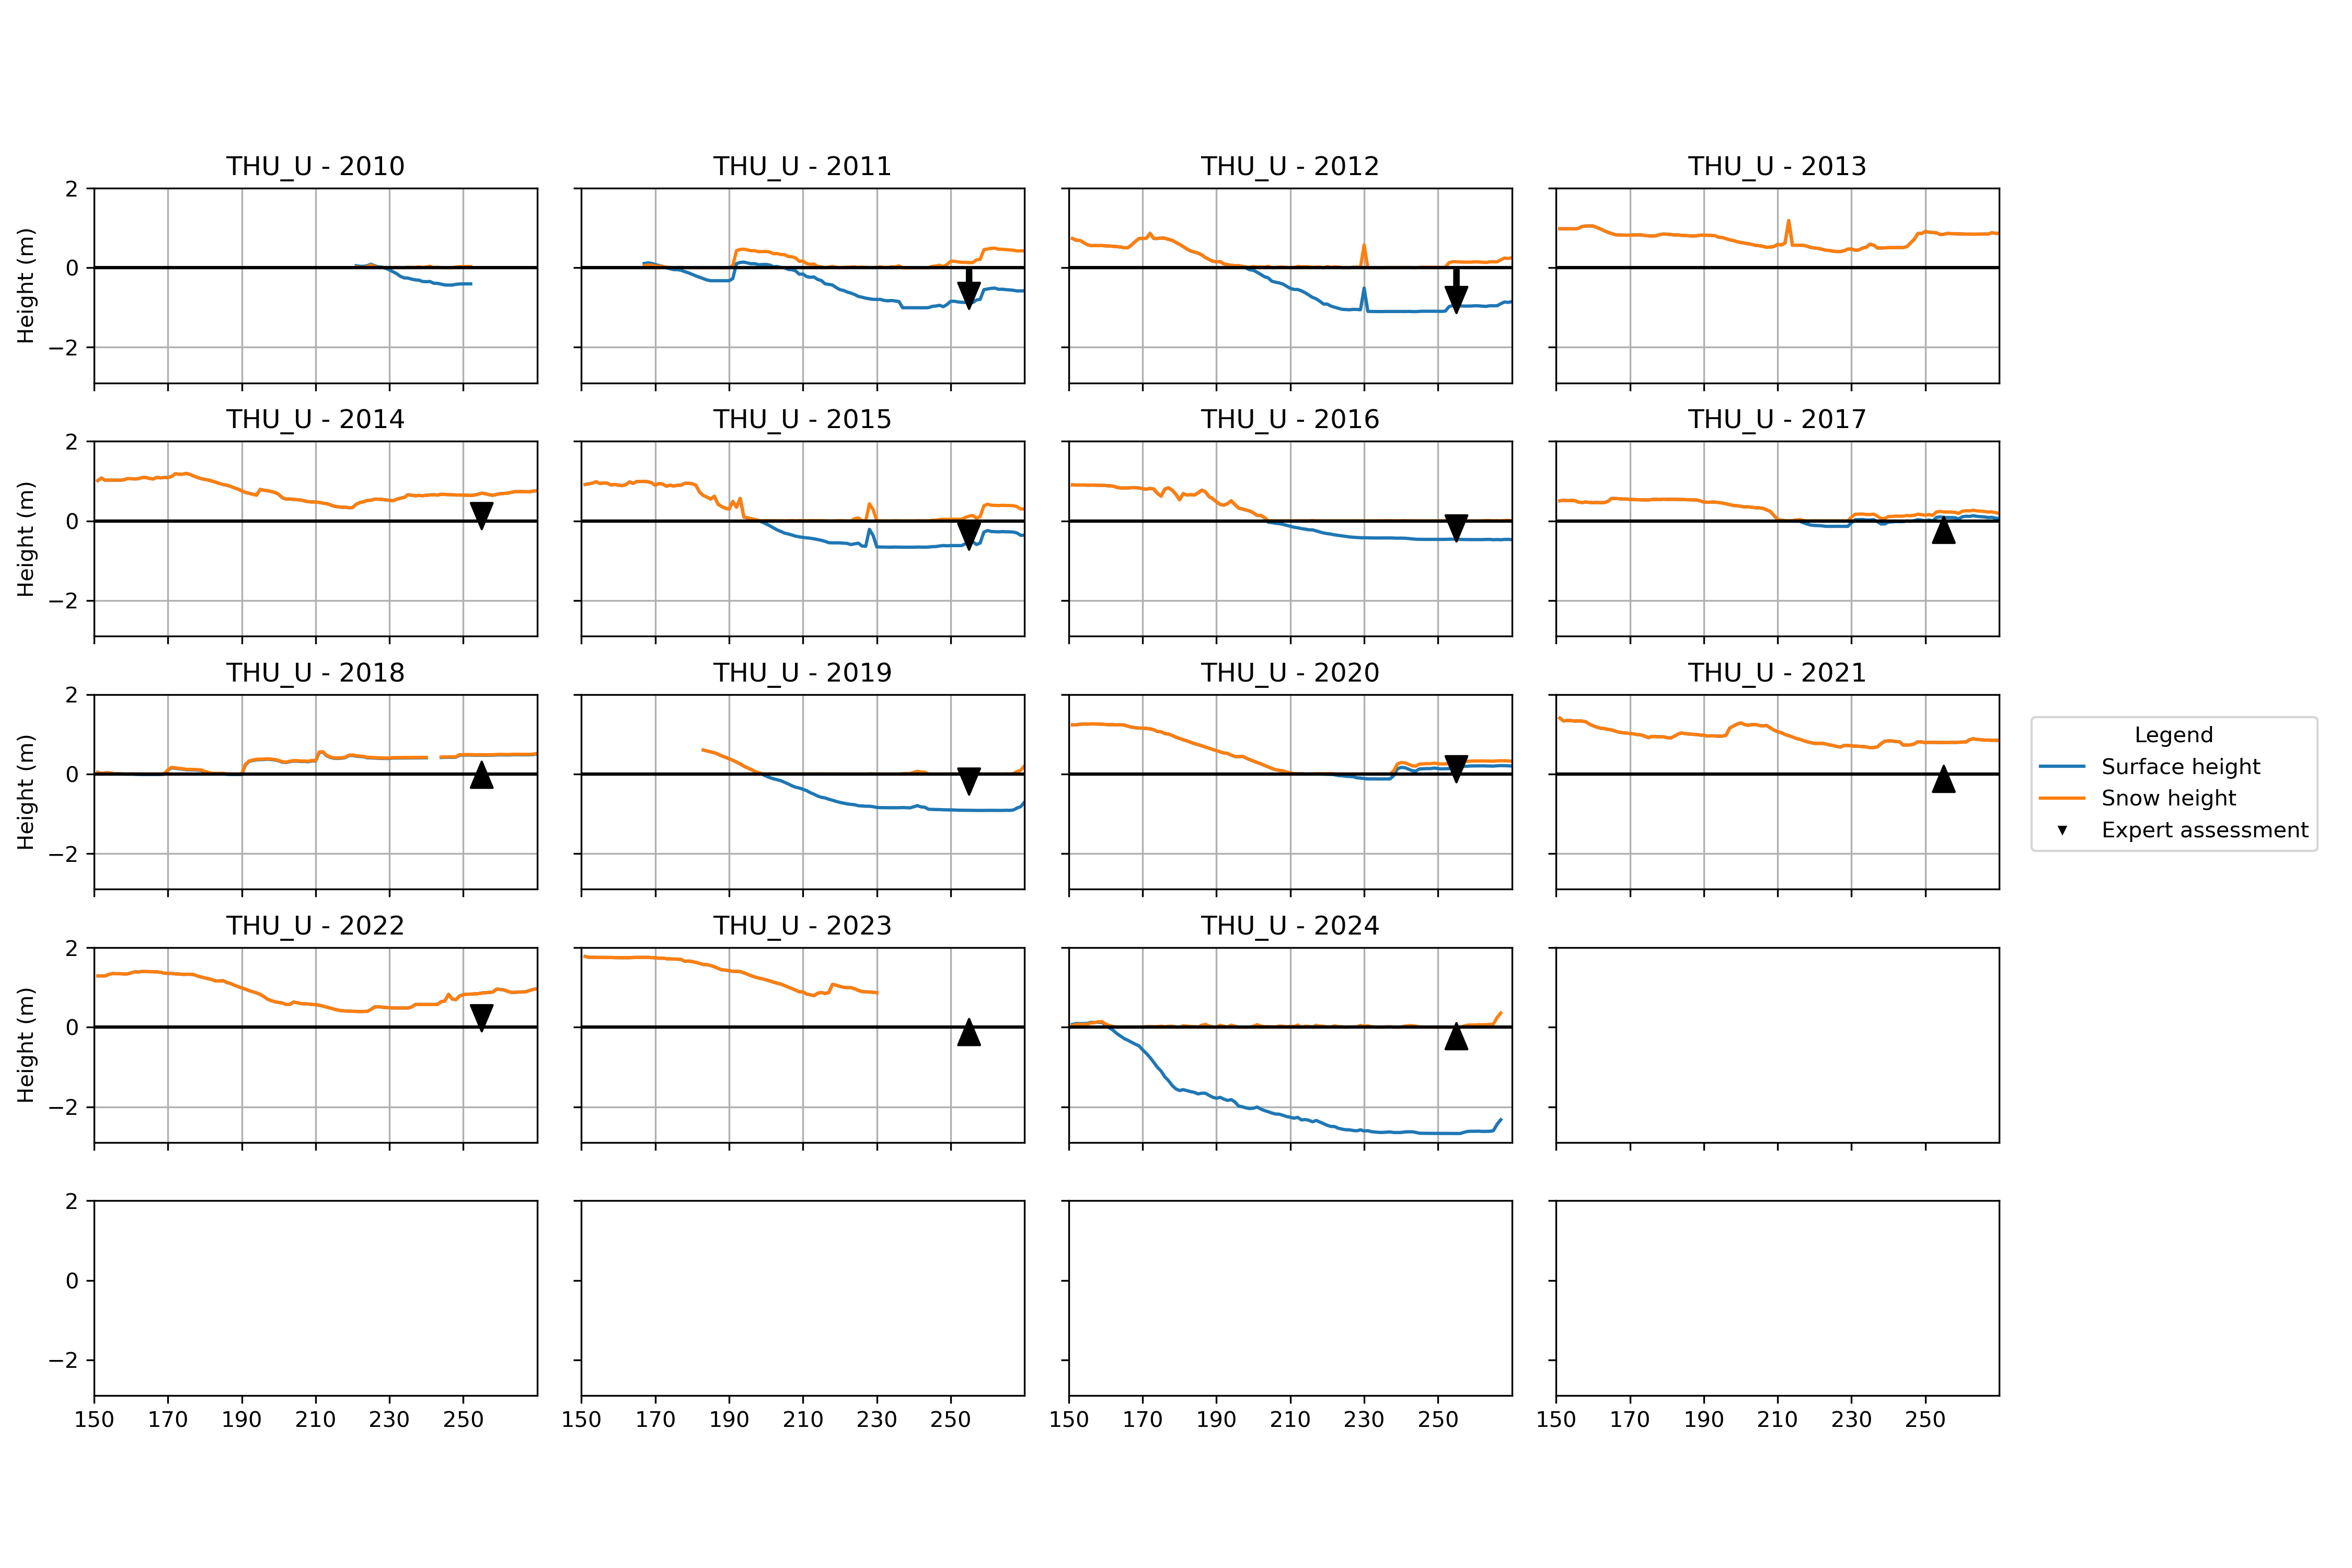 THU_U - 2010
THU_U - 2011
THU_U - 2012
THU_U - 2013
Height (m)
2
0
−2
THU_U - 2014
THU_U - 2015
THU_U - 2016
THU_U - 2017
Height (m)
2
0
−2
THU_U - 2018
THU_U - 2019
THU_U - 2020
THU_U - 2021
Height (m)
2
0
−2
Legend
Surface height
Snow height
Expert assessment
THU_U - 2022
THU_U - 2023
THU_U - 2024
Height (m)
2
0
−2
2
0
−2
150 170 190 210 230 250
150 170 190 210 230 250
150 170 190 210 230 250
150 170 190 210 230 250